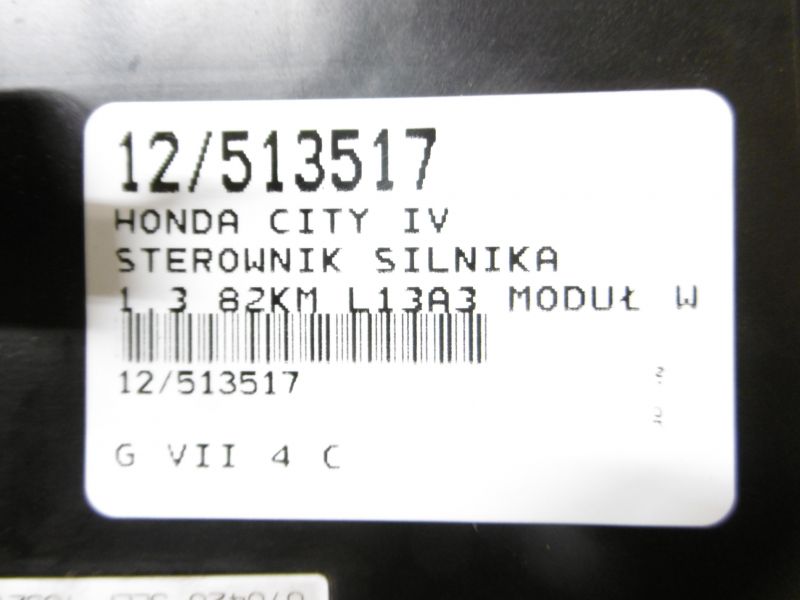 12/513517
HONDA CITY IV
STEROWNIK SILNIKA
1.3 82KM L13A3 MODUŁ W
12/513517
G VII 4 C